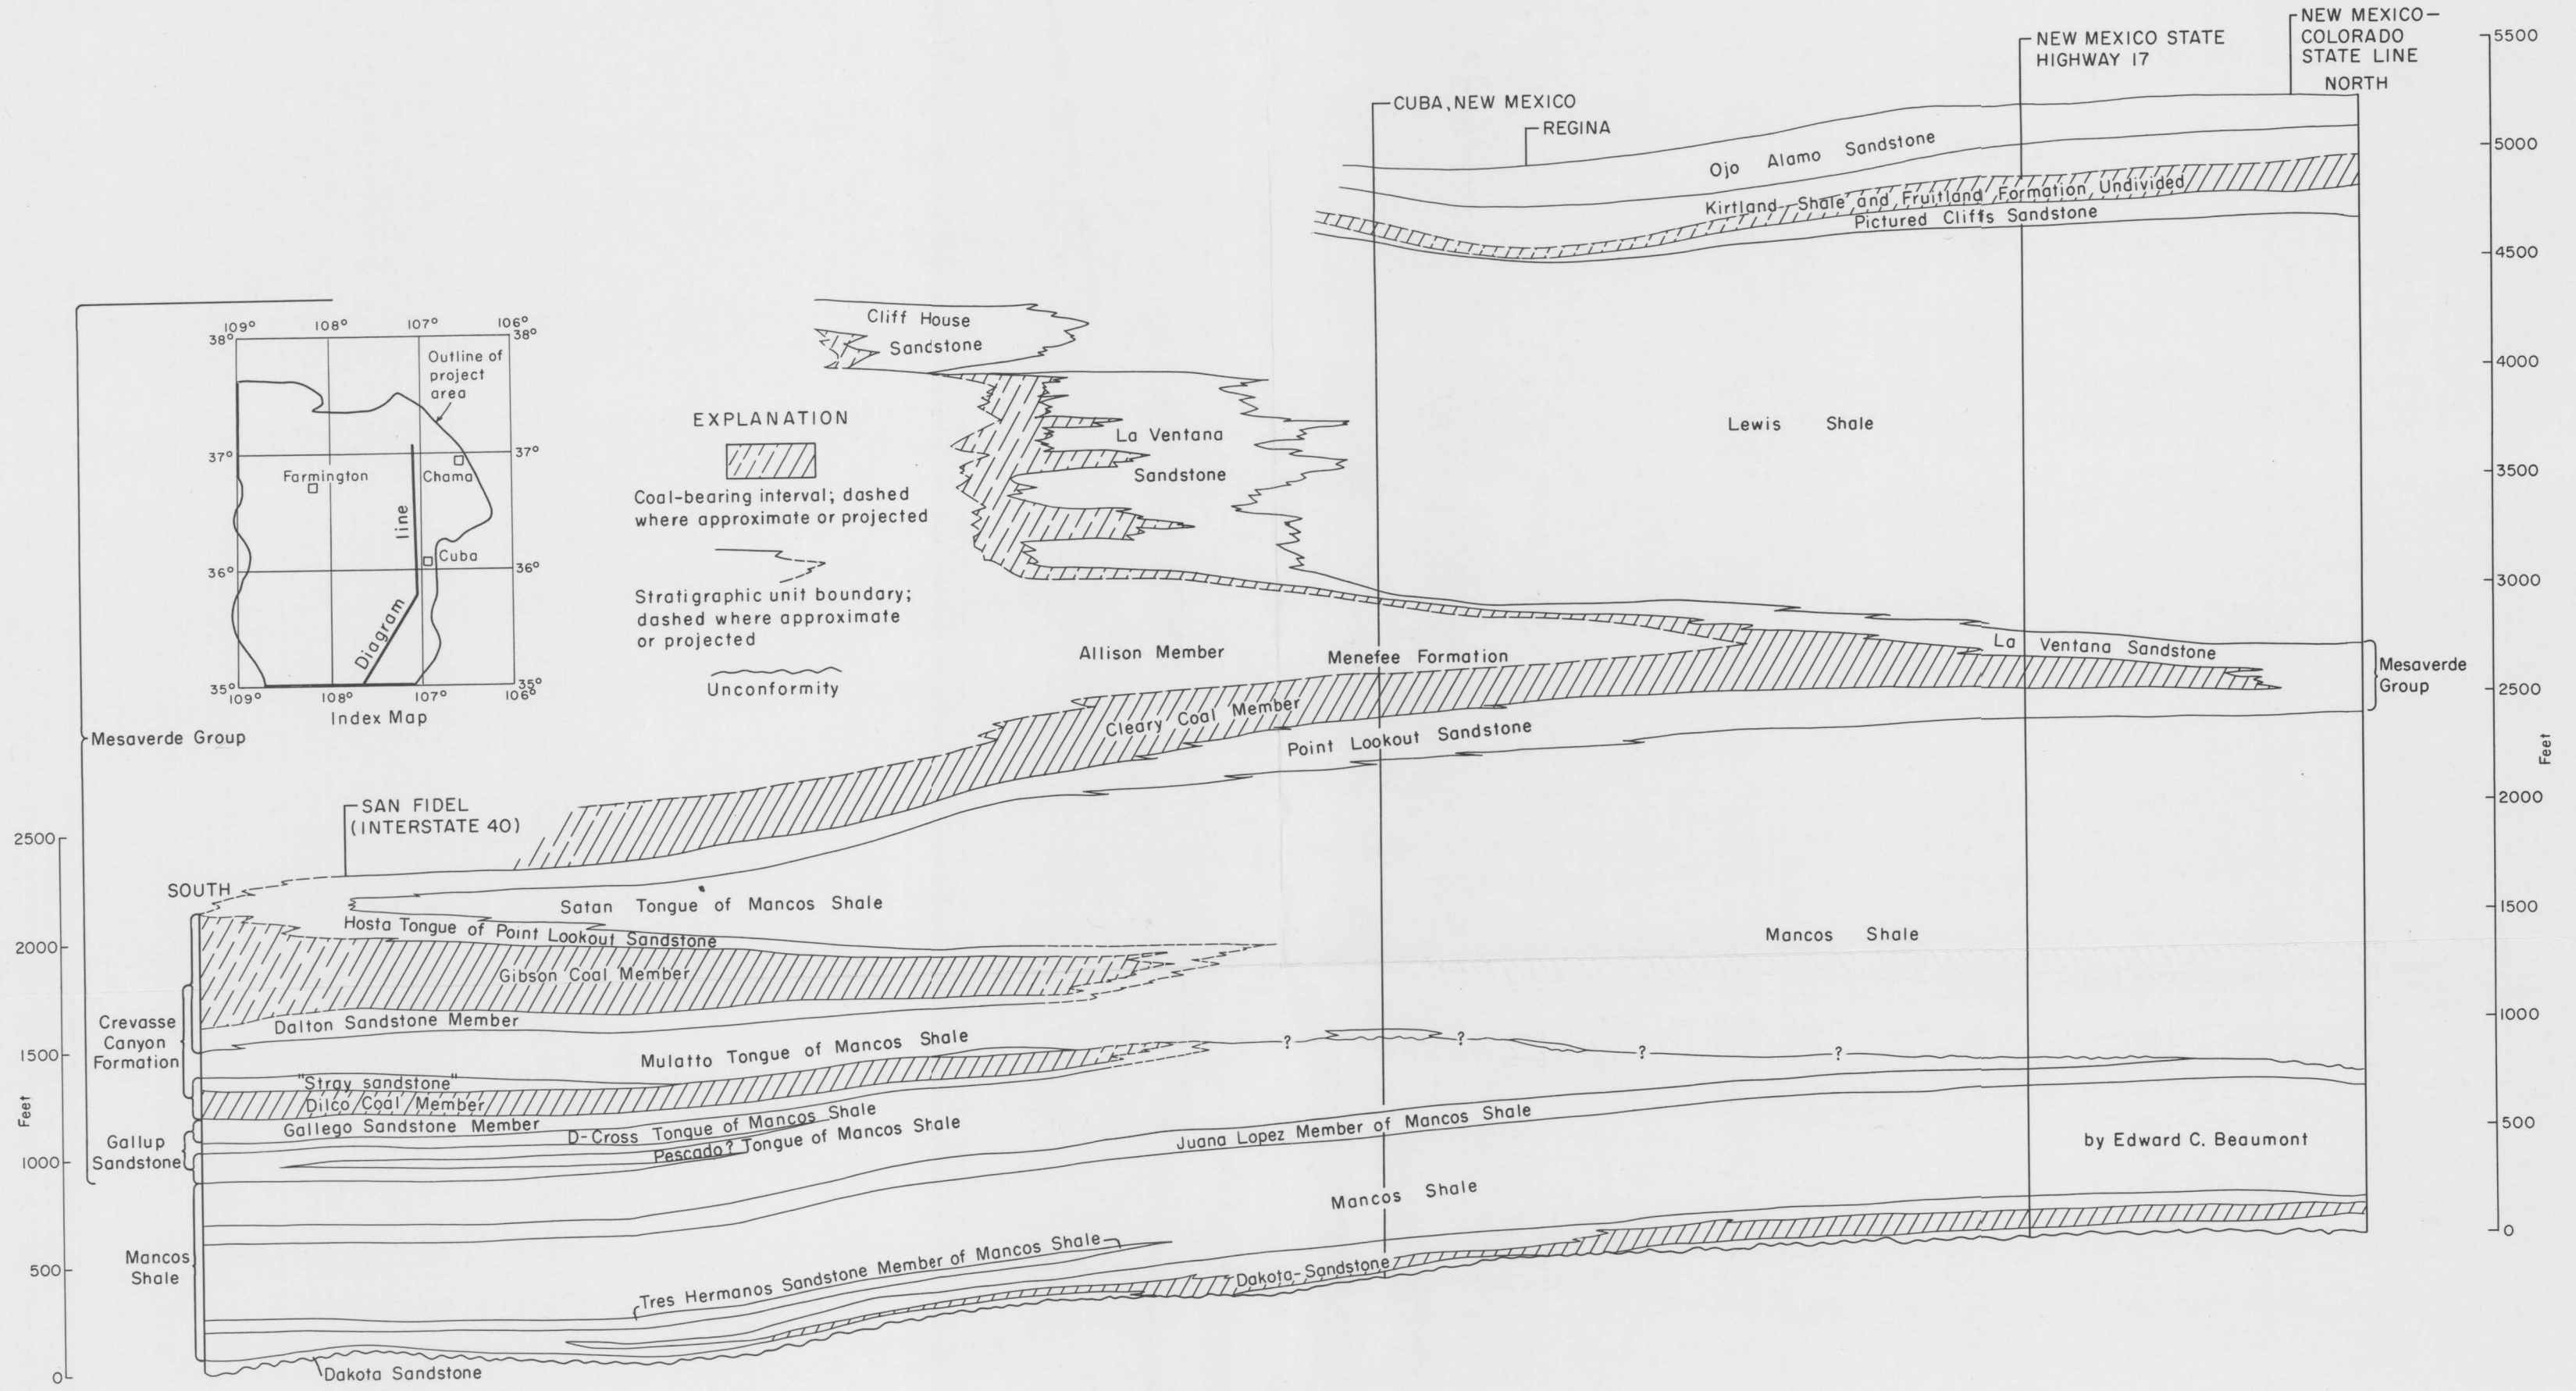 NEW MEXICO—
COLORADO
STATE LINE
NORTH
NEW MEXICO STATE
HIGHWAY 17
CUBA, NEW MEXICO
REGINA
5500
5000
4500
4000
3500
3000
2500
2000
1500
1000
500
0
Feet
Ojo Alamo Sandstone
Kirtland Shale and Fruitland Formation Undivided
Pictured Cliffs Sandstone
Cliff House
Sandstone
La Ventana
Sandstone
Lewis Shale
109° 108° 107° 106°
38° 38°
Outline of
project
area
37° 37°
Farmington
Chama
line
Cuba
36° 36°
Diagram
35° 35°
109° 108° 107° 106°
Index Map
EXPLANATION
Coal-bearing interval; dashed
where approximate or projected
Stratigraphic unit boundary;
dashed where approximate
or projected
Unconformity
Allison Member
Menefee Formation
La Ventana Sandstone
Mesaverde
Group
Cleary Coal Member
Point Lookout Sandstone
Mesaverde Group
SAN FIDEL
(INTERSTATE 40)
SOUTH
2500
2000
1500
1000
500
0
Feet
Satan Tongue of Mancos Shale
Hosta Tongue of Point Lookout Sandstone
Mancos Shale
Gibson Coal Member
Dalton Sandstone Member
Crevasse
Canyon
Formation
Mulatto Tongue of Mancos Shale
? ? ? ?
"Stray sandstone"
Dilco Coal Member
Gallego Sandstone Member
D-Cross Tongue of Mancos Shale
Pescado? Tongue of Mancos Shale
Gallup
Sandstone
Juana Lopez Member of Mancos Shale
by Edward C. Beaumont
Mancos Shale
Mancos
Shale
Tres Hermanos Sandstone Member of Mancos Shale
Dakota-Sandstone
Dakota Sandstone